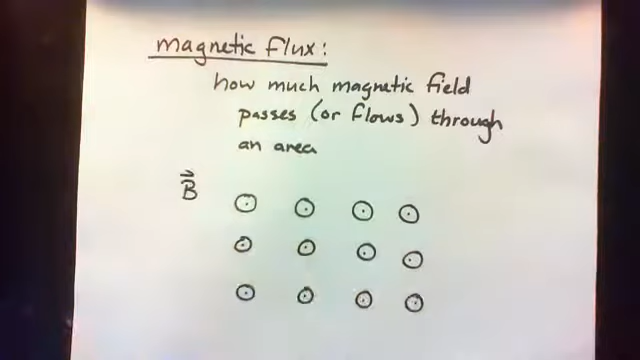 magnetic flux:
how much magnetic field
passes (or flows) through
an area
B